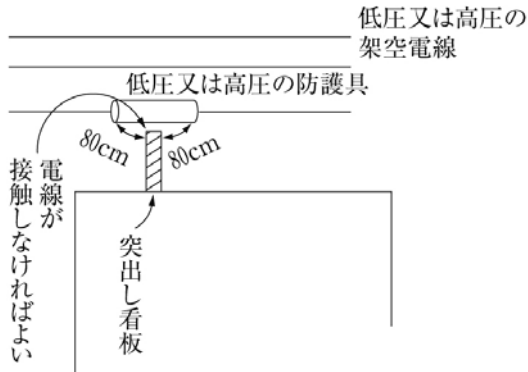 低圧又は高圧の
架空電線
低圧又は高圧の防護具
80cm
80cm
電線が
接触しなければよい
突出し看板